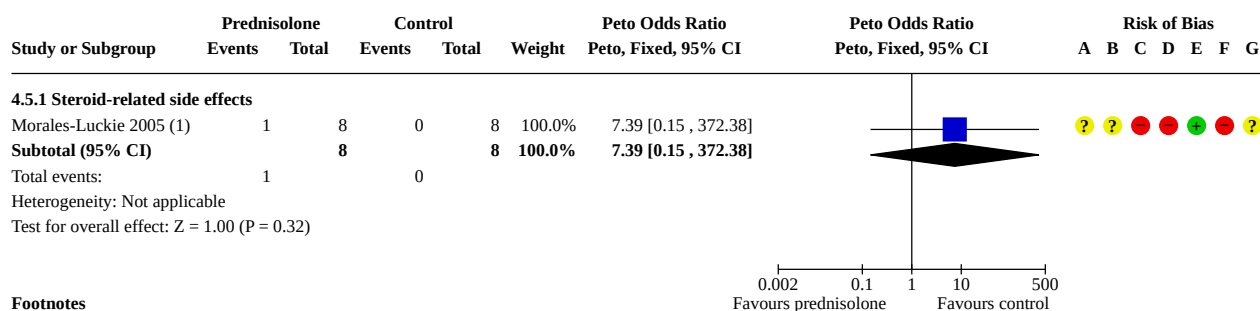 Prednisolone Control Peto Odds Ratio Peto Odds Ratio Risk of Bias
Study or Subgroup Events Total Events Total Weight Peto, Fixed, 95% CI Peto, Fixed, 95% CI A B C D E F G
4.5.1 Steroid-related side effects
Morales-Luckie 2005 (1) 1 8 0 8 100.0% 7.39 [0.15 , 372.38] ? ? − − + − ?
Subtotal (95% CI) 8 8 100.0% 7.39 [0.15 , 372.38]
Total events: 1 0
Heterogeneity: Not applicable
Test for overall effect: Z = 1.00 (P = 0.32)
0.002 0.1 1 10 500
Favours prednisolone Favours control
Footnotes